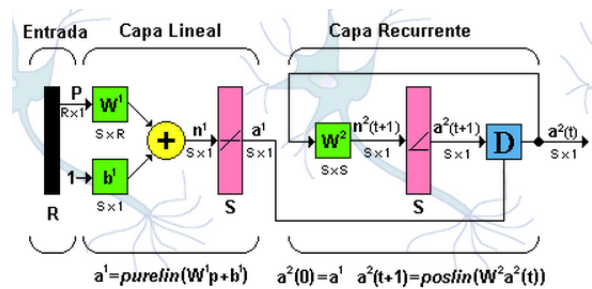 Entrada Capa Lineal Capa Recurrente
P W¹ n¹ a¹ W² n²(t+1) a²(t+1) D a²(t)
R×1 S×R + S×1 S×1 S×S S×1 S×1 S×1
1 b¹
R S×1 S S
a¹=purelin(W¹p+b¹) a²(0)=a¹ a²(t+1)=poslin(W²a²(t))